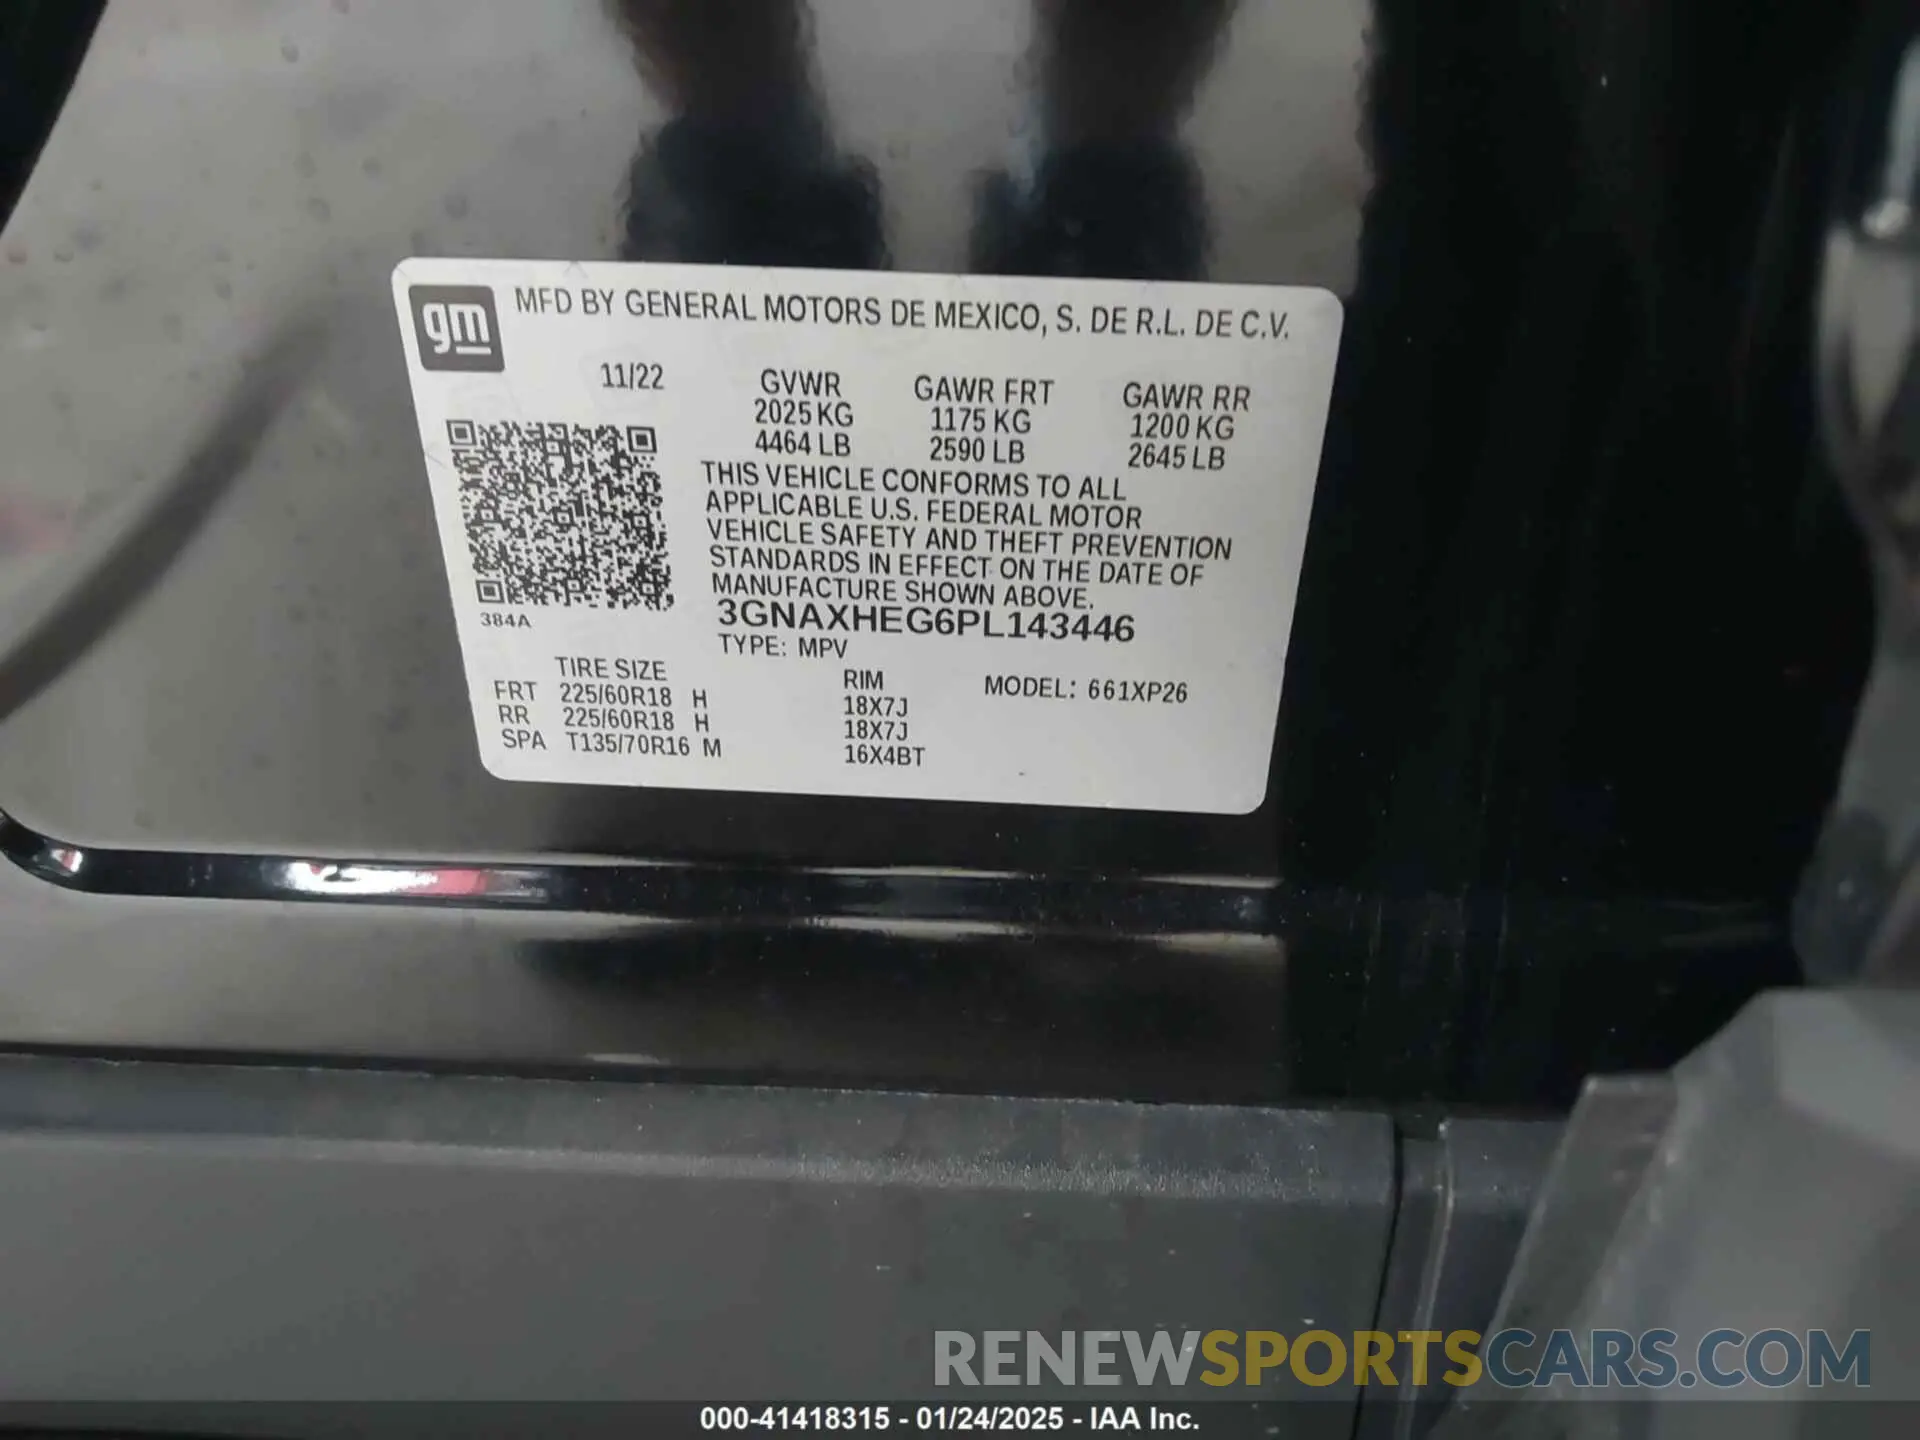 gm
MFD BY GENERAL MOTORS DE MEXICO, S. DE R.L. DE C.V.
11/22
GVWR GAWR FRT GAWR RR
2025 KG 1175 KG 1200 KG
4464 LB 2590 LB 2645 LB
THIS VEHICLE CONFORMS TO ALL
APPLICABLE U.S. FEDERAL MOTOR
VEHICLE SAFETY AND THEFT PREVENTION
STANDARDS IN EFFECT ON THE DATE OF
MANUFACTURE SHOWN ABOVE.
384A
3GNAXHEG6PL143446
TYPE: MPV
TIRE SIZE RIM MODEL: 661XP26
FRT 225/60R18 H 18X7J
RR 225/60R18 H 18X7J
SPA T135/70R16 M 16X4BT
RENEWSPORTSCARS.COM
000-41418315 - 01/24/2025 - IAA Inc.